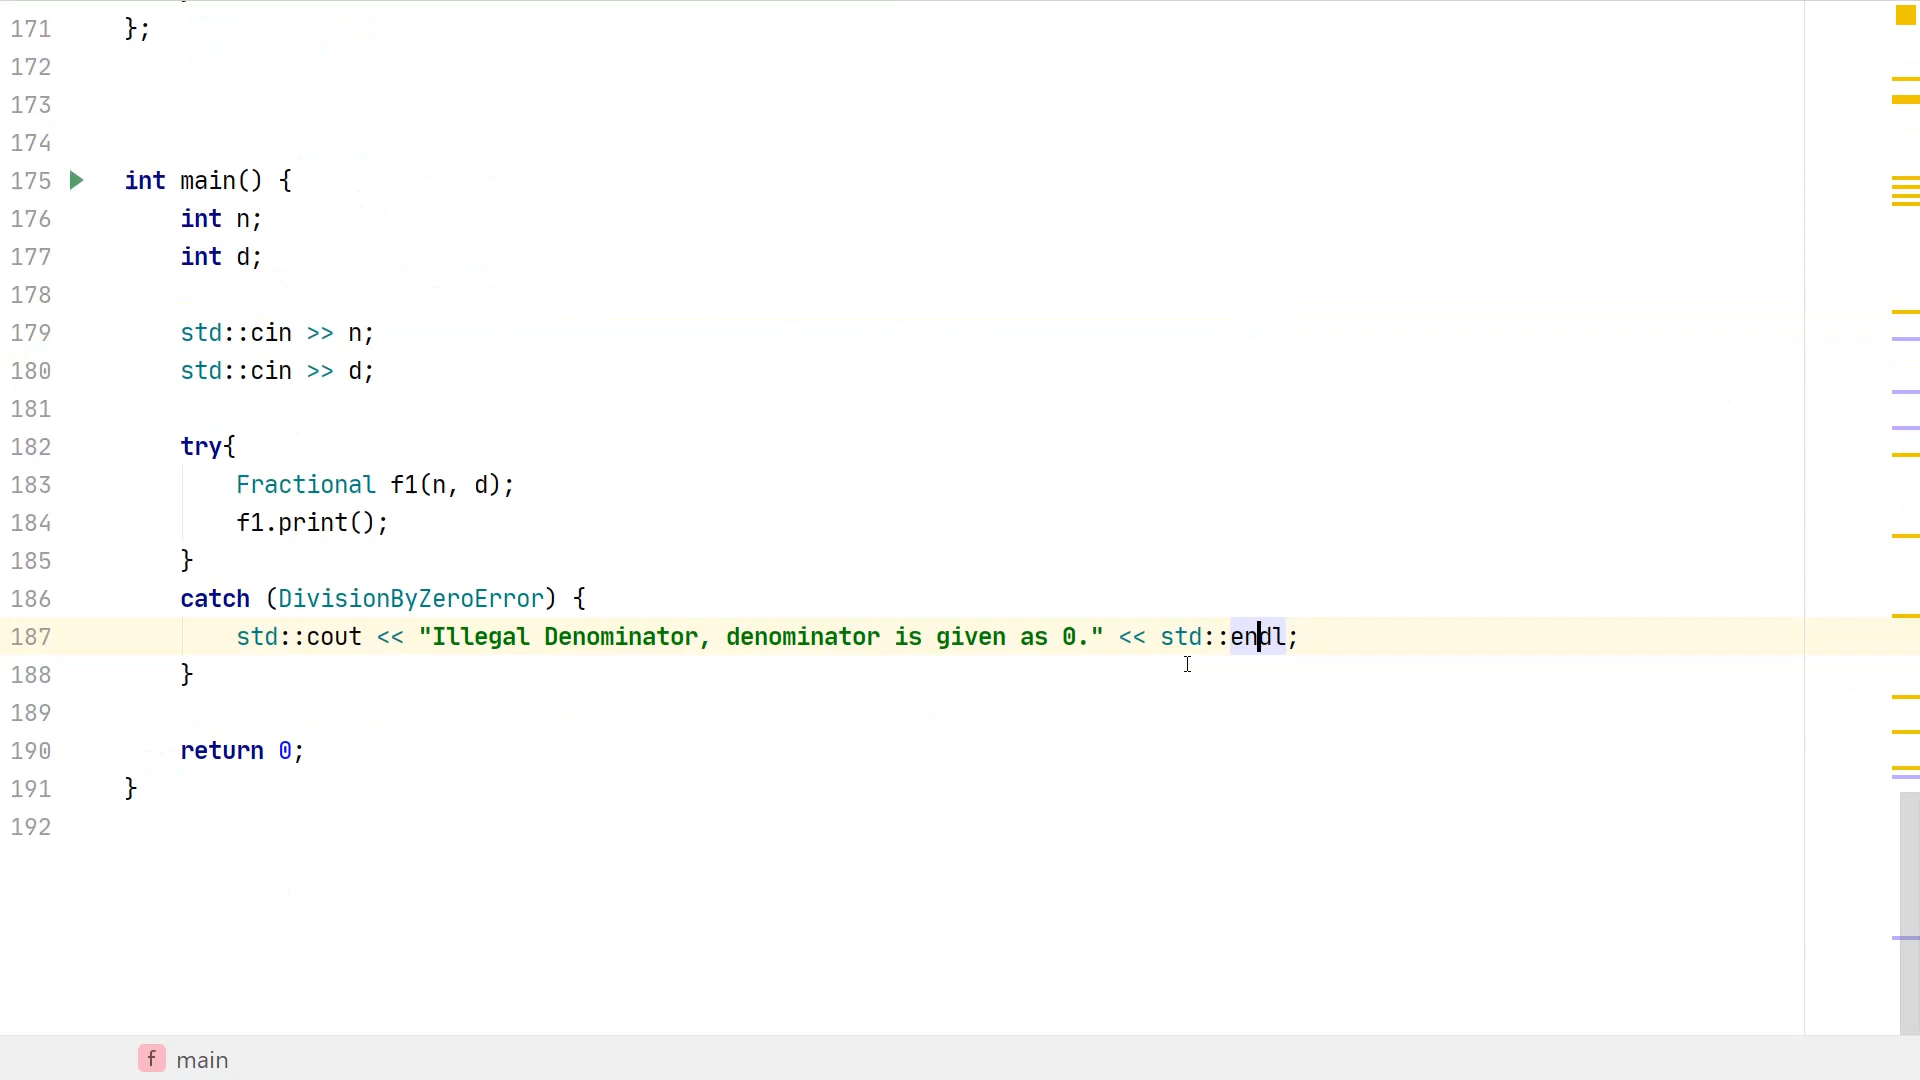 171 };
172
173
174
175 int main() {
176 int n;
177 int d;
178
179 std::cin >> n;
180 std::cin >> d;
181
182 try{
183 Fractional f1(n, d);
184 f1.print();
185 }
186 catch (DivisionByZeroError) {
187 std::cout << "Illegal Denominator, denominator is given as 0." << std::endl;
188 }
189
190 return 0;
191 }
192
f main